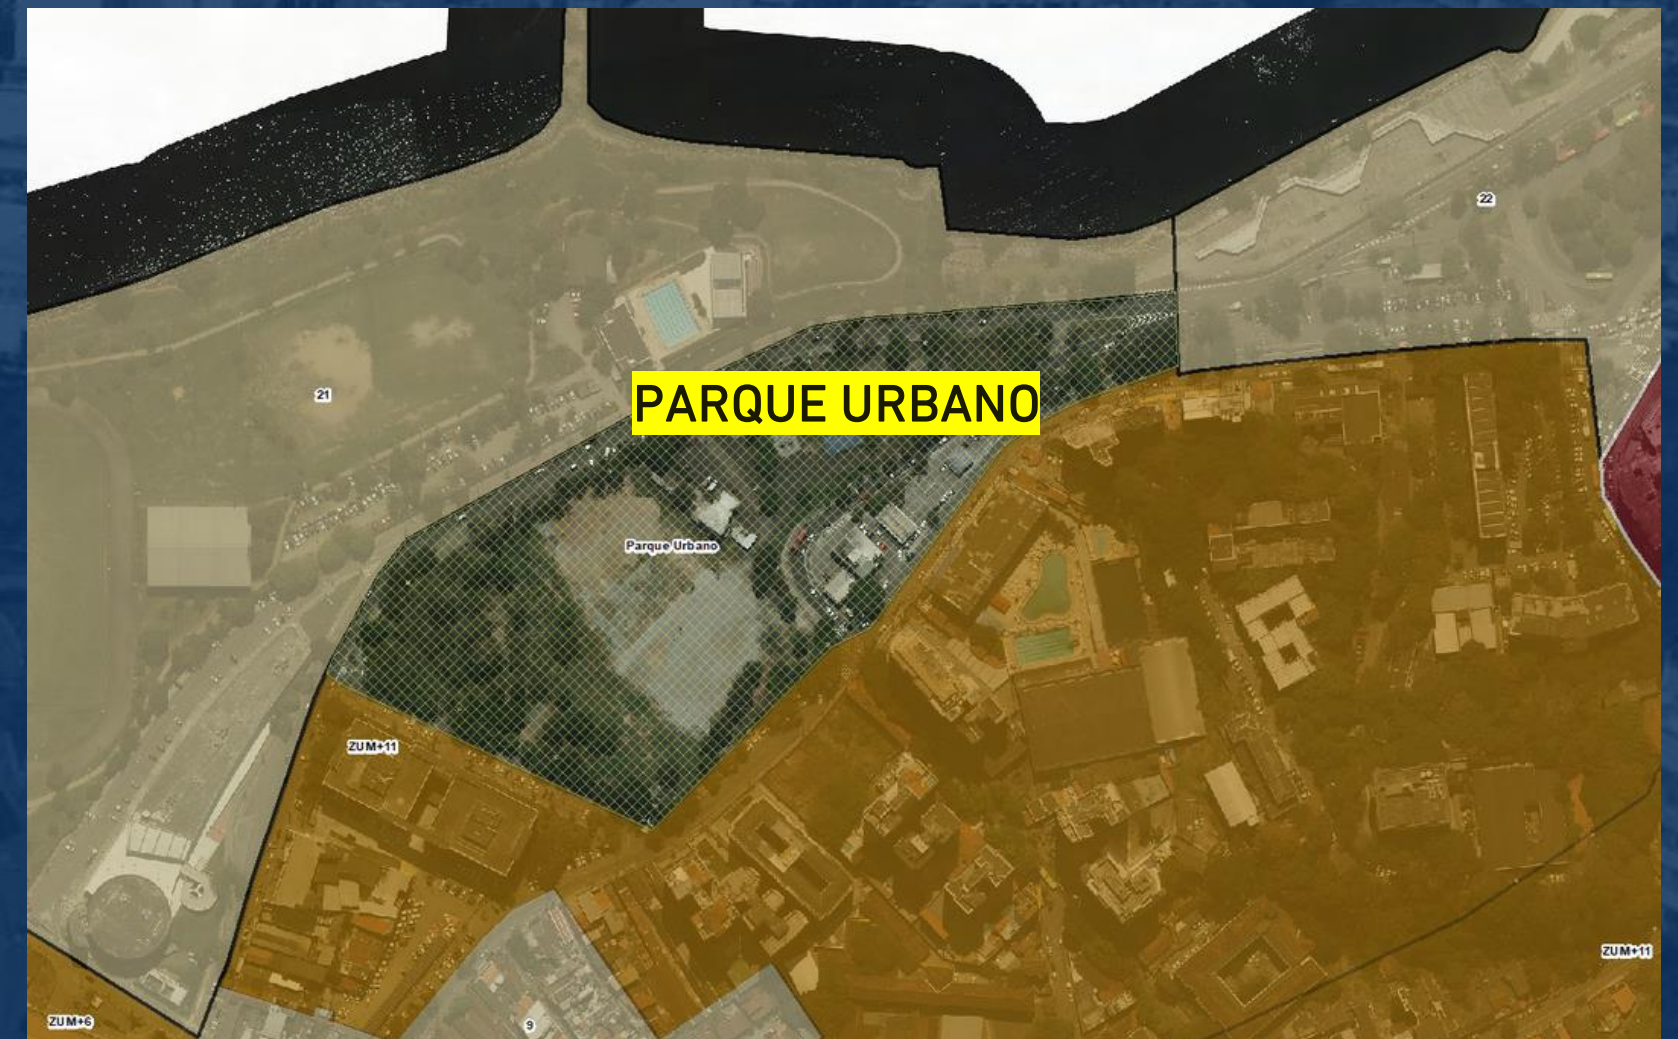 22
21
PARQUE URBANO
Parque Urbano
ZUM+11
ZUM+11
ZUM+6
9